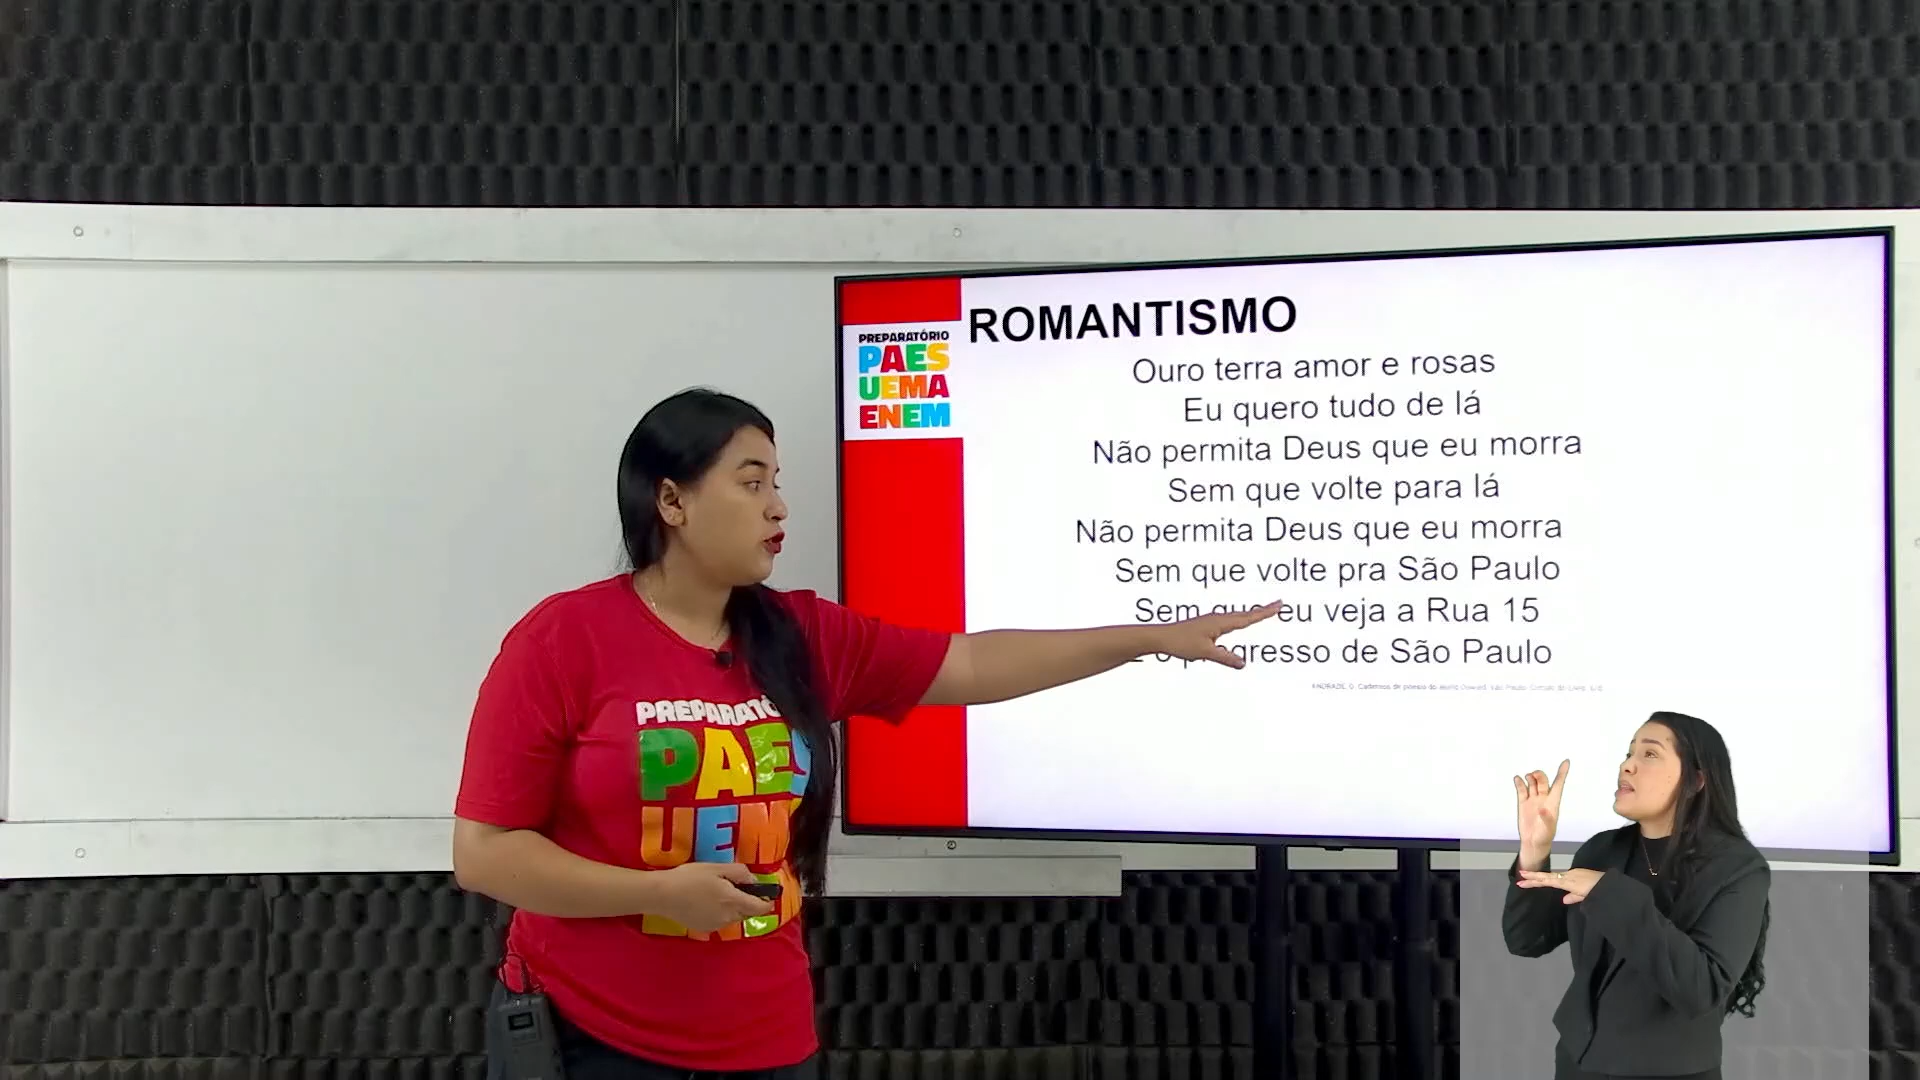 ROMANTISMO
PREPARATÓRIO
PAES
UEMA
ENEM
Ouro terra amor e rosas
Eu quero tudo de lá
Não permita Deus que eu morra
Sem que volte para lá
Não permita Deus que eu morra
Sem que volte pra São Paulo
Sem que eu veja a Rua 15
o progresso de São Paulo
PREPARATÓ
PAES
UEM